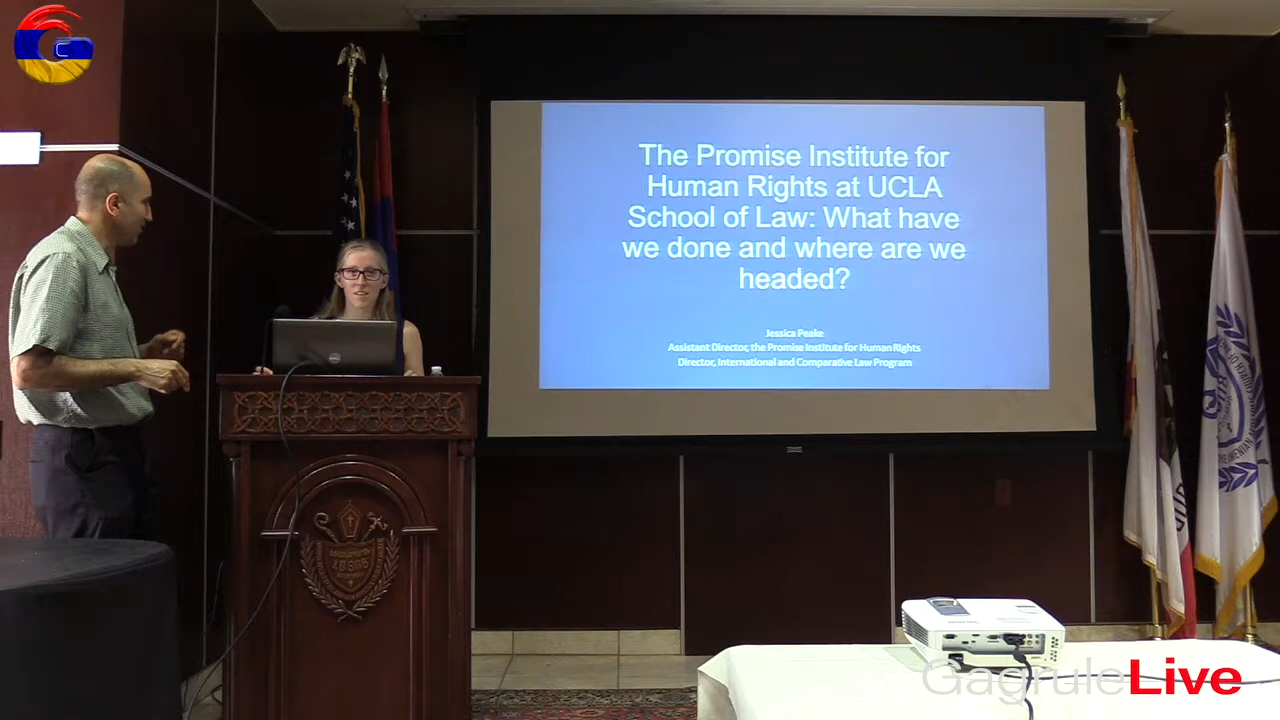 The Promise Institute for
Human Rights at UCLA
School of Law: What have
we done and where are we
headed?
Jessica Peake
Assistant Director, the Promise Institute for Human Rights
Director, International and Comparative Law Program
GagruleLive